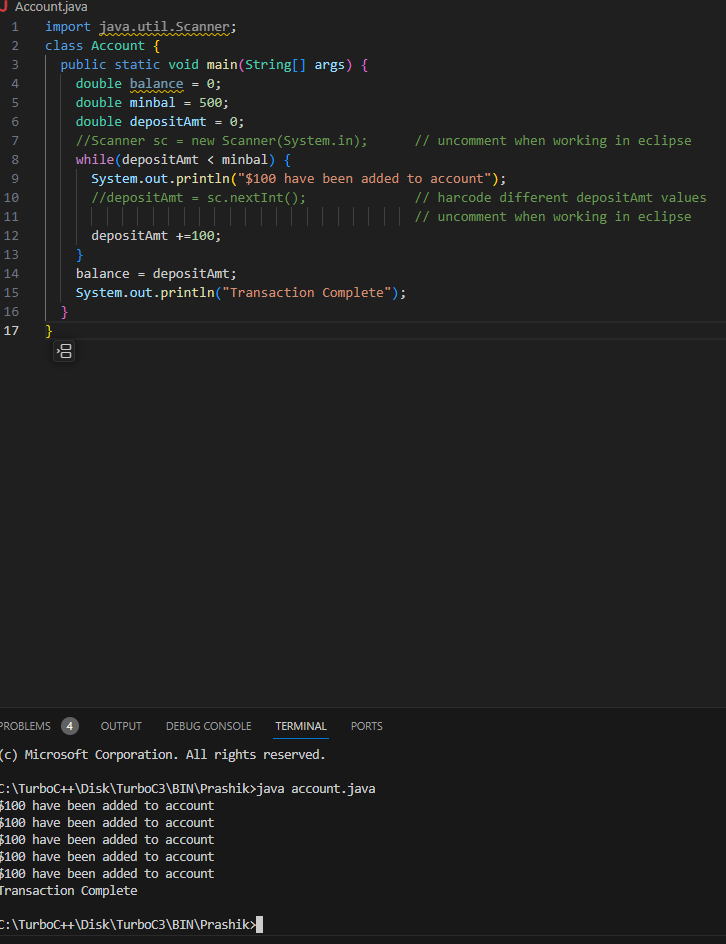 Account.java
1 import java.util.Scanner;
2 class Account {
3 public static void main(String[] args) {
4 double balance = 0;
5 double minbal = 500;
6 double depositAmt = 0;
7 //Scanner sc = new Scanner(System.in); // uncomment when working in eclipse
8 while(depositAmt < minbal) {
9 System.out.println("$100 have been added to account");
10 //depositAmt = sc.nextInt(); // harcode different depositAmt values
11 // uncomment when working in eclipse
12 depositAmt +=100;
13 }
14 balance = depositAmt;
15 System.out.println("Transaction Complete");
16 }
17 }
PROBLEMS 4 OUTPUT DEBUG CONSOLE TERMINAL PORTS
(c) Microsoft Corporation. All rights reserved.
C:\TurboC++\Disk\TurboC3\BIN\Prashik>java account.java
$100 have been added to account
$100 have been added to account
$100 have been added to account
$100 have been added to account
$100 have been added to account
Transaction Complete
C:\TurboC++\Disk\TurboC3\BIN\Prashik>